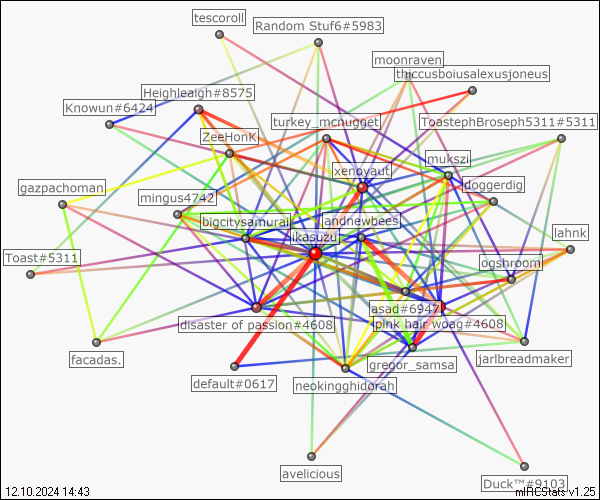 tescoroll
Random Stuf6#5983
moonraven
thiccusboiusalexusjoneus
Heighleaigh#8575
Knowun#6424
turkey_mcnugget
ToastephBroseph5311#5311
ZeeHonK
mukszi
xenoyaut
gazpachoman
mingus4742
doggerdig
bigcitysamurai
landnewbees
lahnk
ikasuzu
Toast#5311
ogshroom
asad#6947
disaster of passion#4608
pink hair woag#4608
facadas.
gregor_samsa
jarlbreadmaker
default#0617
neokingghidorah
avelicious
Duck™#9103
12.10.2024 14:43
mIRCStats v1.25